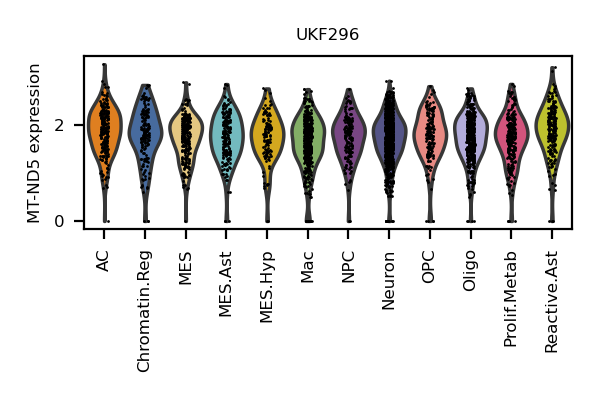 UKF296
MT-ND5 expression
2
0
AC
Chromatin.Reg
MES
MES.Ast
MES.Hyp
Mac
NPC
Neuron
OPC
Oligo
Prolif.Metab
Reactive.Ast